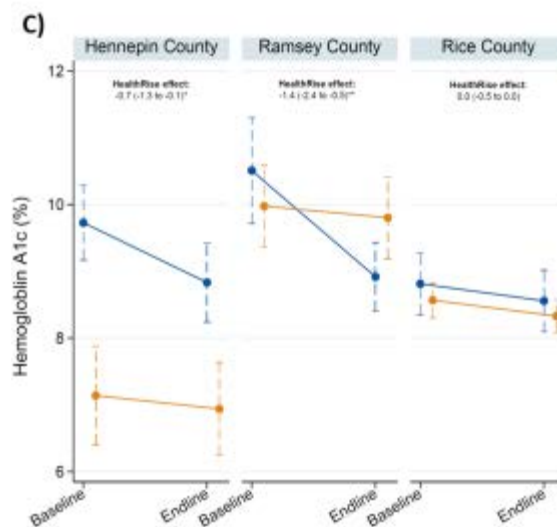 C)
Hennepin County
Ramsey County
Rice County
HealthRise effect:
-0.7 (-1.3 to -0.1)*
HealthRise effect:
-1.4 (-2.4 to -0.5)**
HealthRise effect:
0.0 (-0.5 to 0.0)
Hemogloblin A1c (%)
12
10
8
6
Baseline
Endline
Baseline
Endline
Baseline
Endline